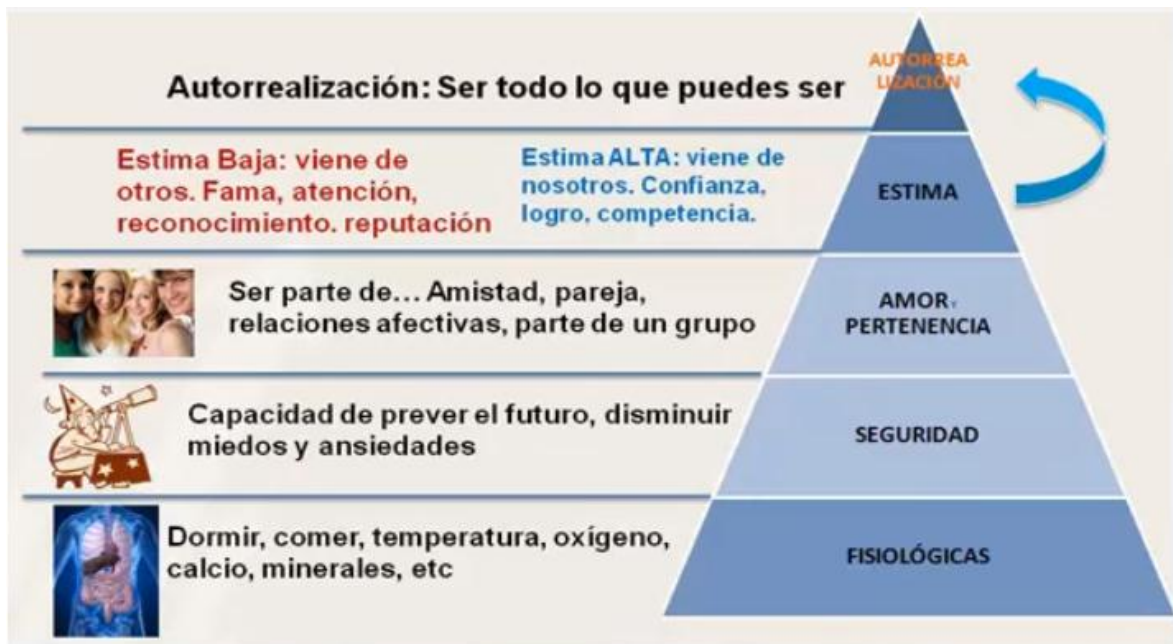 Autorrealización: Ser todo lo que puedes ser
AUTORREA
LIZACIÓN
Estima Baja: viene de
otros. Fama, atención,
reconocimiento. reputación
Estima ALTA: viene de
nosotros. Confianza,
logro, competencia.
ESTIMA
Ser parte de... Amistad, pareja,
relaciones afectivas, parte de un grupo
AMOR Y
PERTENENCIA
Capacidad de prever el futuro, disminuir
miedos y ansiedades
SEGURIDAD
Dormir, comer, temperatura, oxígeno,
calcio, minerales, etc
FISIOLÓGICAS